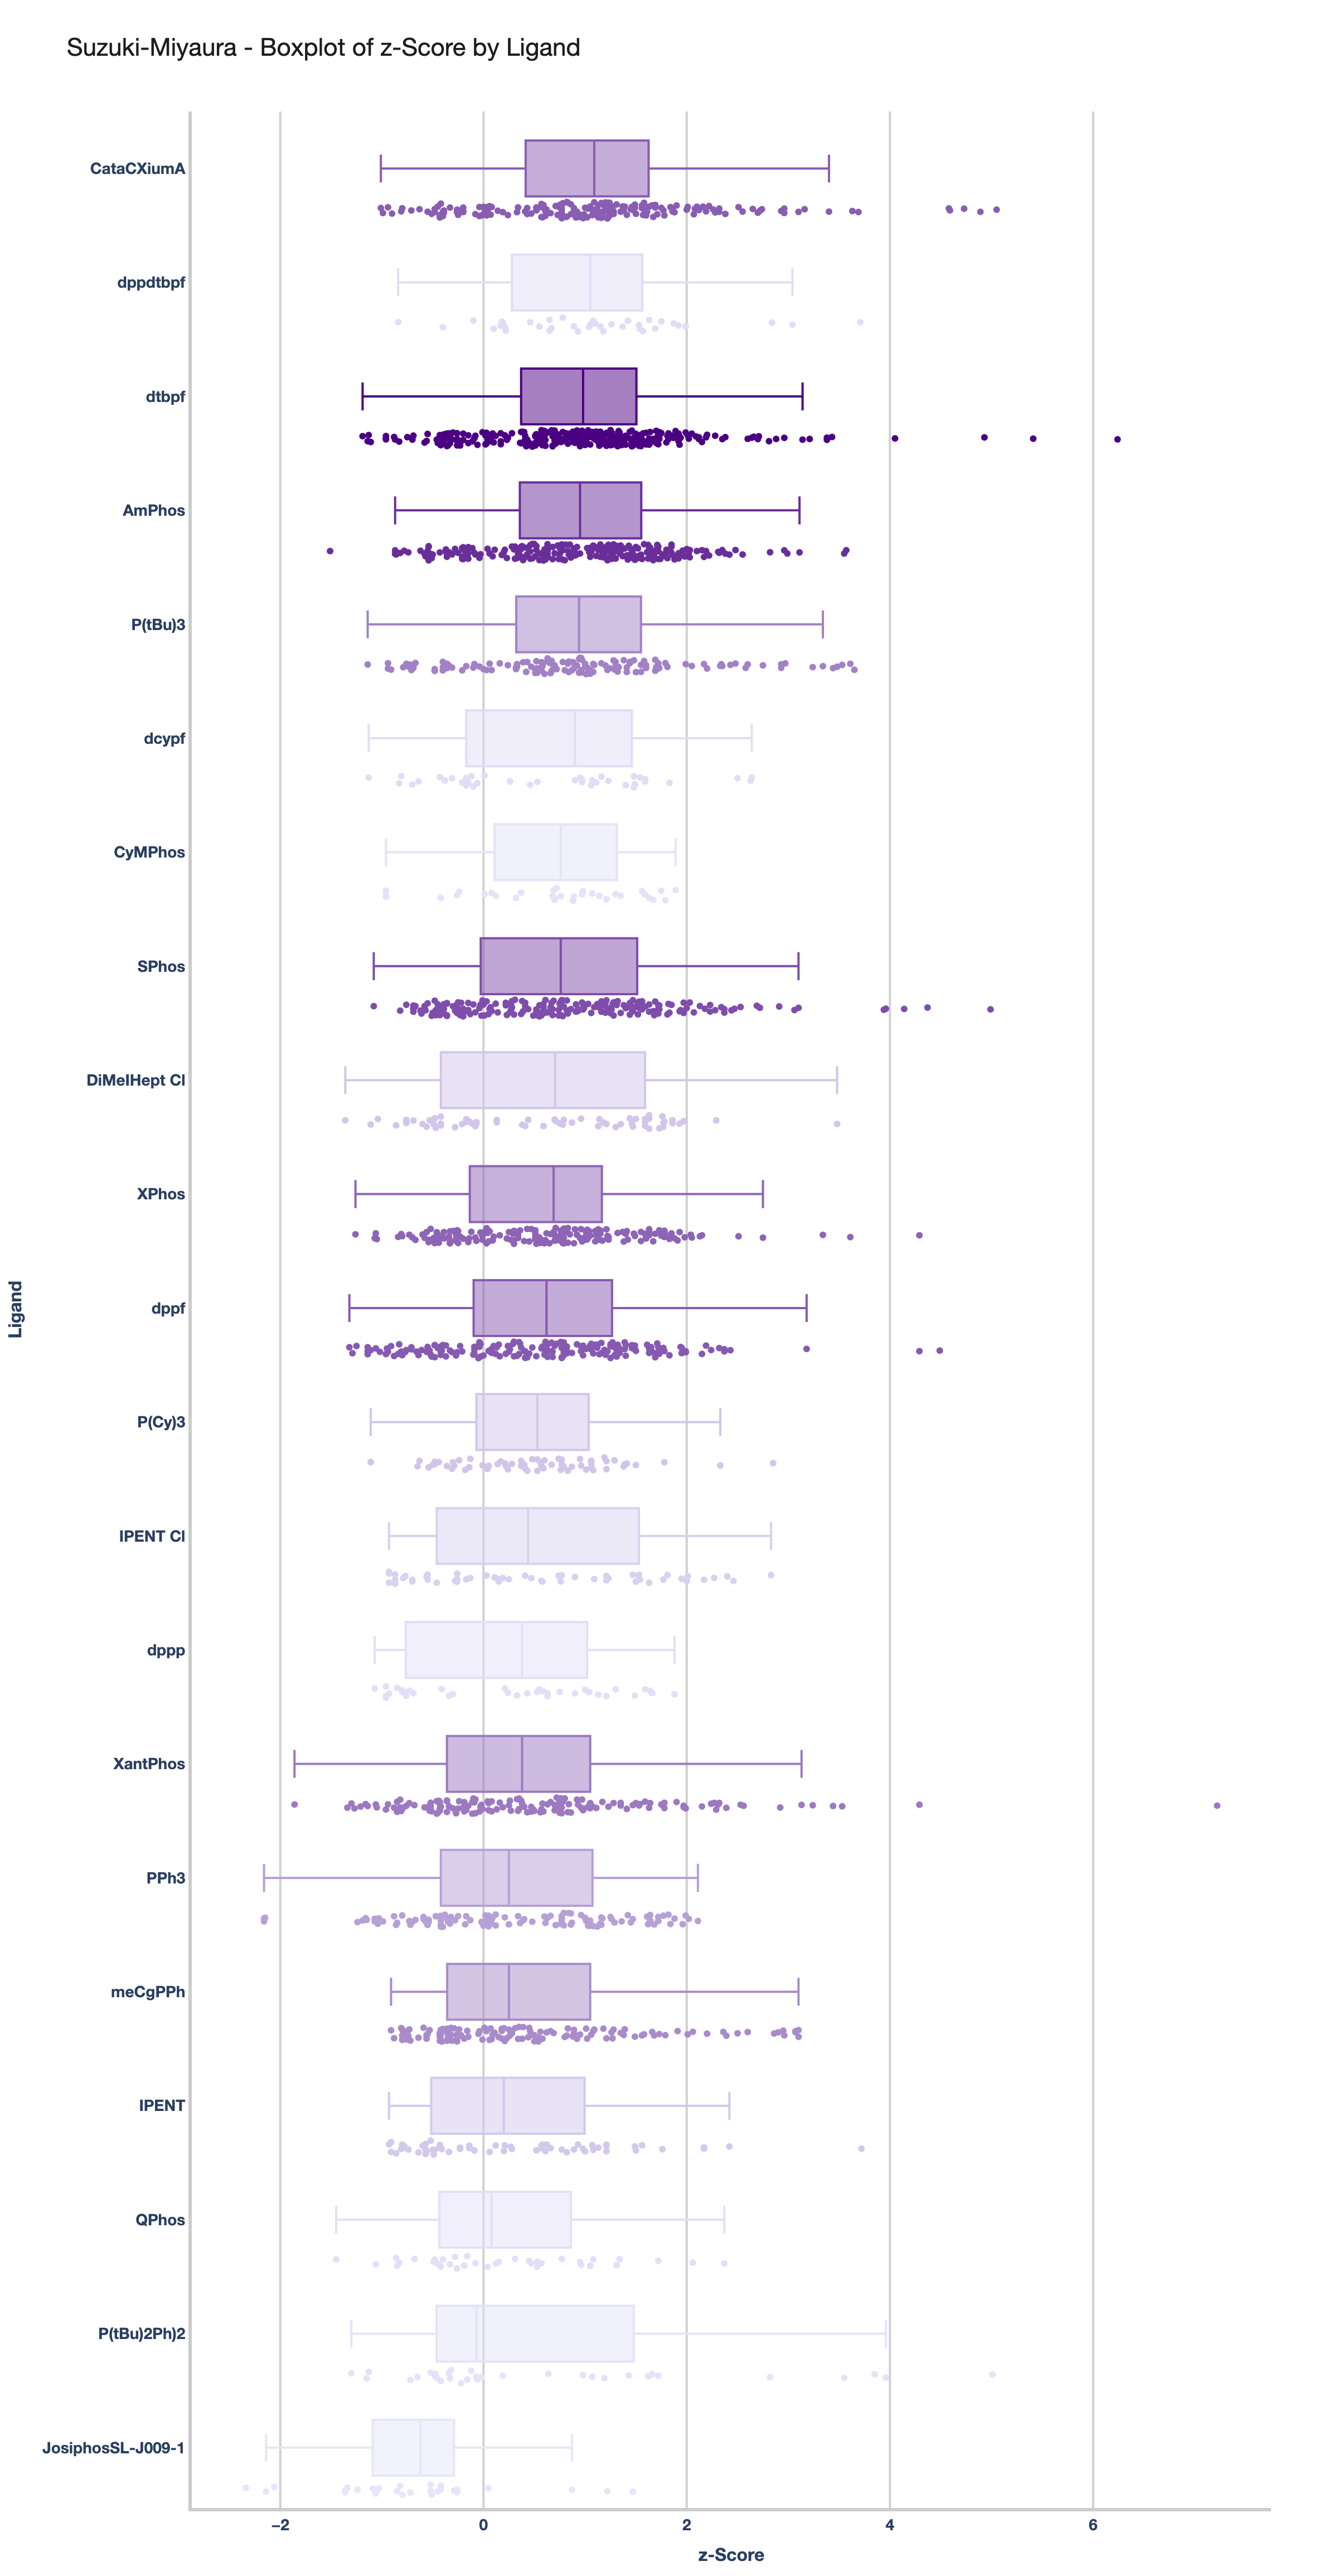 Suzuki-Miyaura - Boxplot of z-Score by Ligand
CataCXiumA
dppdtbpf
dtbpf
AmPhos
P(tBu)3
dcypf
CyMPhos
SPhos
DiMeIHept Cl
XPhos
dppf
P(Cy)3
IPENT Cl
dppp
XantPhos
PPh3
meCgPPh
IPENT
QPhos
P(tBu)2Ph)2
JosiphosSL-J009-1
Ligand
−2 0 2 4 6
z-Score